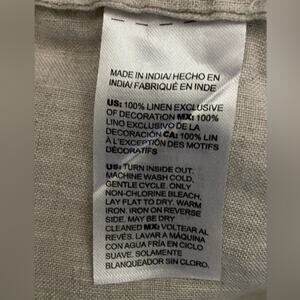 MADE IN INDIA/ HECHO EN
INDIA/ FABRIQUÉ EN INDE
US: 100% LINEN EXCLUSIVE
OF DECORATION MX: 100%
LINO EXCLUSIVO DE LA
DECORACIÓN CA: 100% LIN
À L'EXCEPTION DES MOTIFS
DÉCORATIFS
US: TURN INSIDE OUT.
MACHINE WASH COLD,
GENTLE CYCLE. ONLY
NON-CHLORINE BLEACH.
LAY FLAT TO DRY. WARM
IRON. IRON ON REVERSE
SIDE. MAY BE DRY
CLEANED MX: VOLTEAR AL
REVÉS. LAVAR A MÁQUINA
CON AGUA FRÍA EN CICLO
SUAVE. SOLAMENTE
BLANQUEADOR SIN CLORO.